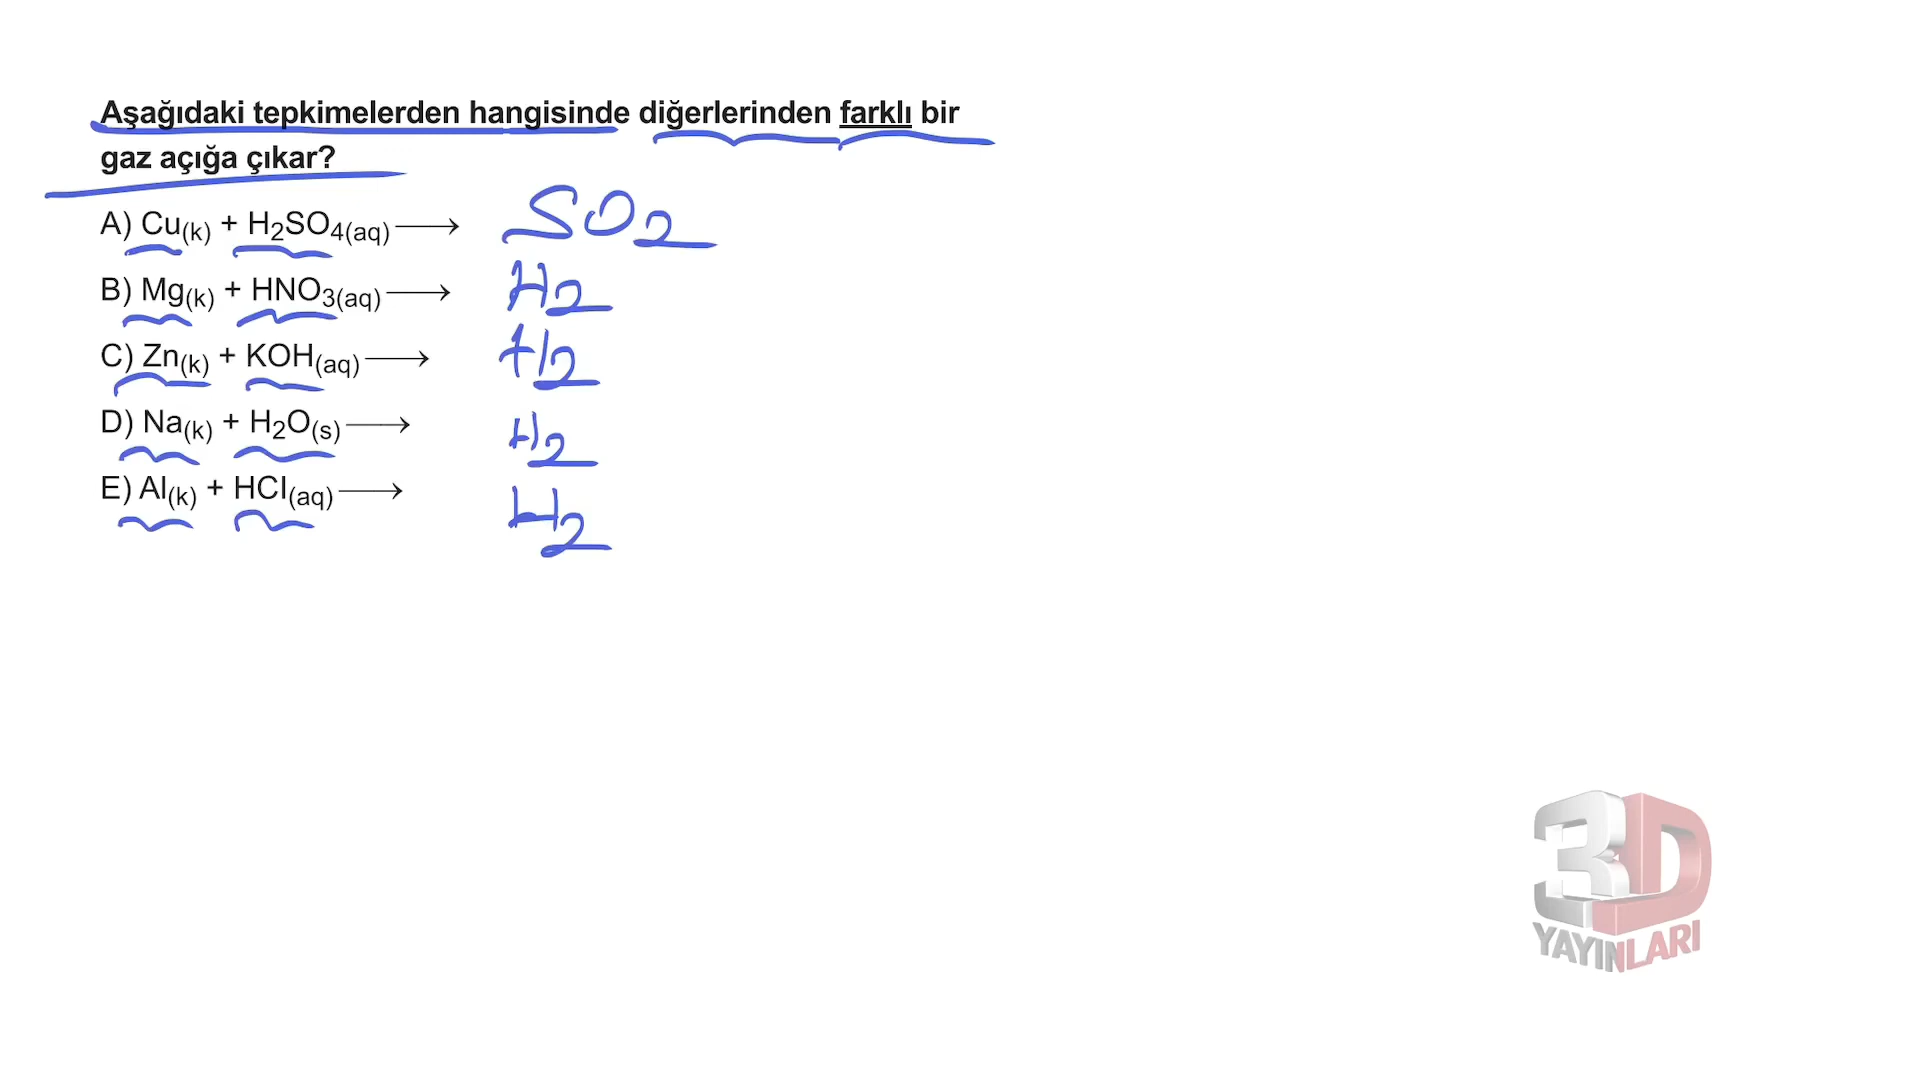 Aşağıdaki tepkimelerden hangisinde diğerlerinden farklı bir
gaz açığa çıkar?
A) Cu(k) + H2SO4(aq) ⟶ SO2
B) Mg(k) + HNO3(aq) ⟶ H2
C) Zn(k) + KOH(aq) ⟶ H2
D) Na(k) + H2O(s) ⟶ H2
E) Al(k) + HCl(aq) ⟶ H2
3D
YAYINLARI